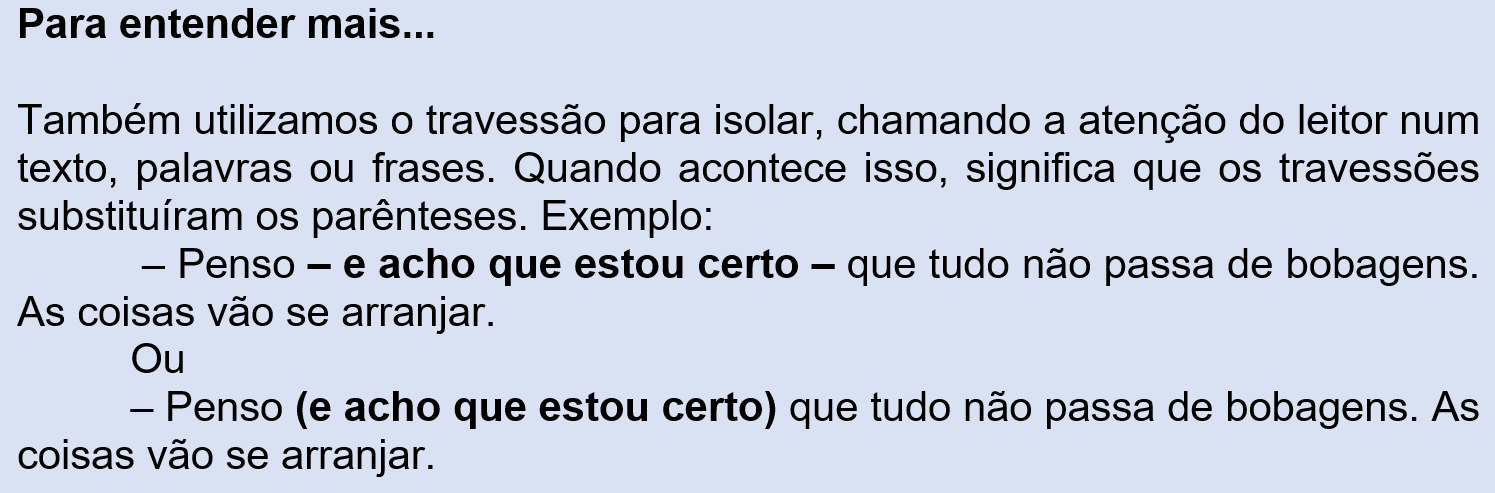 Para entender mais...
Também utilizamos o travessão para isolar, chamando a atenção do leitor num
texto, palavras ou frases. Quando acontece isso, significa que os travessões
substituíram os parênteses. Exemplo:
– Penso – e acho que estou certo – que tudo não passa de bobagens.
As coisas vão se arranjar.
Ou
– Penso (e acho que estou certo) que tudo não passa de bobagens. As
coisas vão se arranjar.